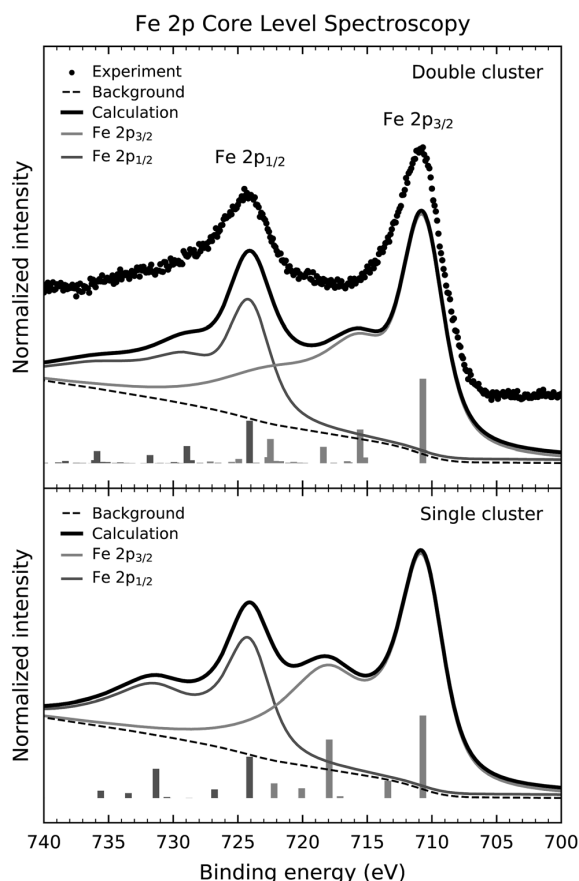 Fe 2p Core Level Spectroscopy
Experiment
Background
Calculation
Fe 2p₃/₂
Fe 2p₁/₂
Double cluster
Fe 2p₃/₂
Fe 2p₁/₂
Normalized intensity
Background
Calculation
Fe 2p₃/₂
Fe 2p₁/₂
Single cluster
Normalized intensity
740 735 730 725 720 715 710 705 700
Binding energy (eV)